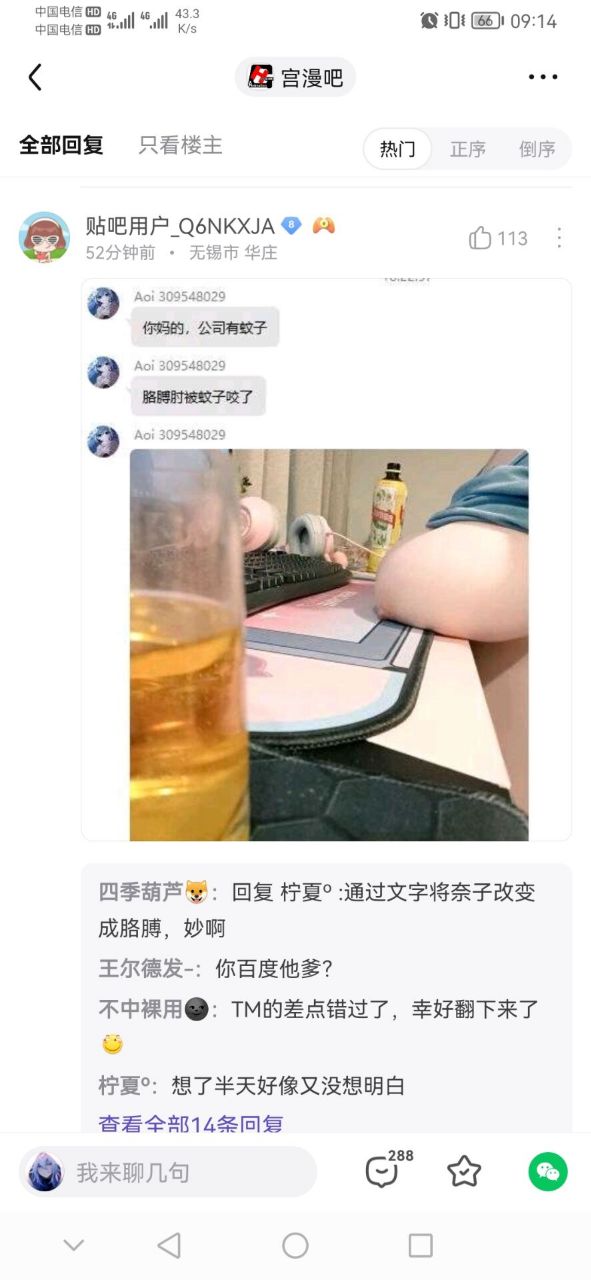 中国电信 HD 4G 4G 43.3
中国电信 HD K/s
66 09:14
宫漫吧
全部回复 只看楼主 热门 正序 倒序
贴吧用户_Q6NKXJA 8
52分钟前 • 无锡市 华庄
113
Aoi 309548029
你妈的，公司有蚊子
Aoi 309548029
胳膊肘被蚊子咬了
Aoi 309548029
四季葫芦：回复 柠夏º :通过文字将奈子改变
成胳膊，妙啊
王尔德发-：你百度他爹？
不中裸用：TM的差点错过了，幸好翻下来了
柠夏º：想了半天好像又没想明白
查看全部14条回复
我来聊几句
288